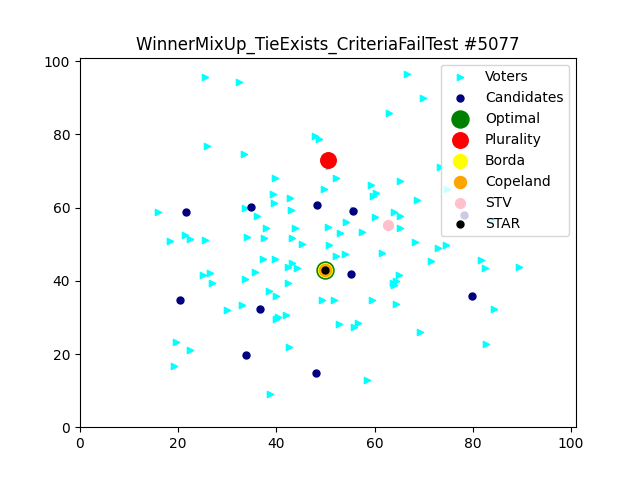 WinnerMixUp_TieExists_CriteriaFailTest #5077
100
80
60
40
20
0
0
20
40
60
80
100
Voters
Candidates
Optimal
Plurality
Borda
Copeland
STV
STAR